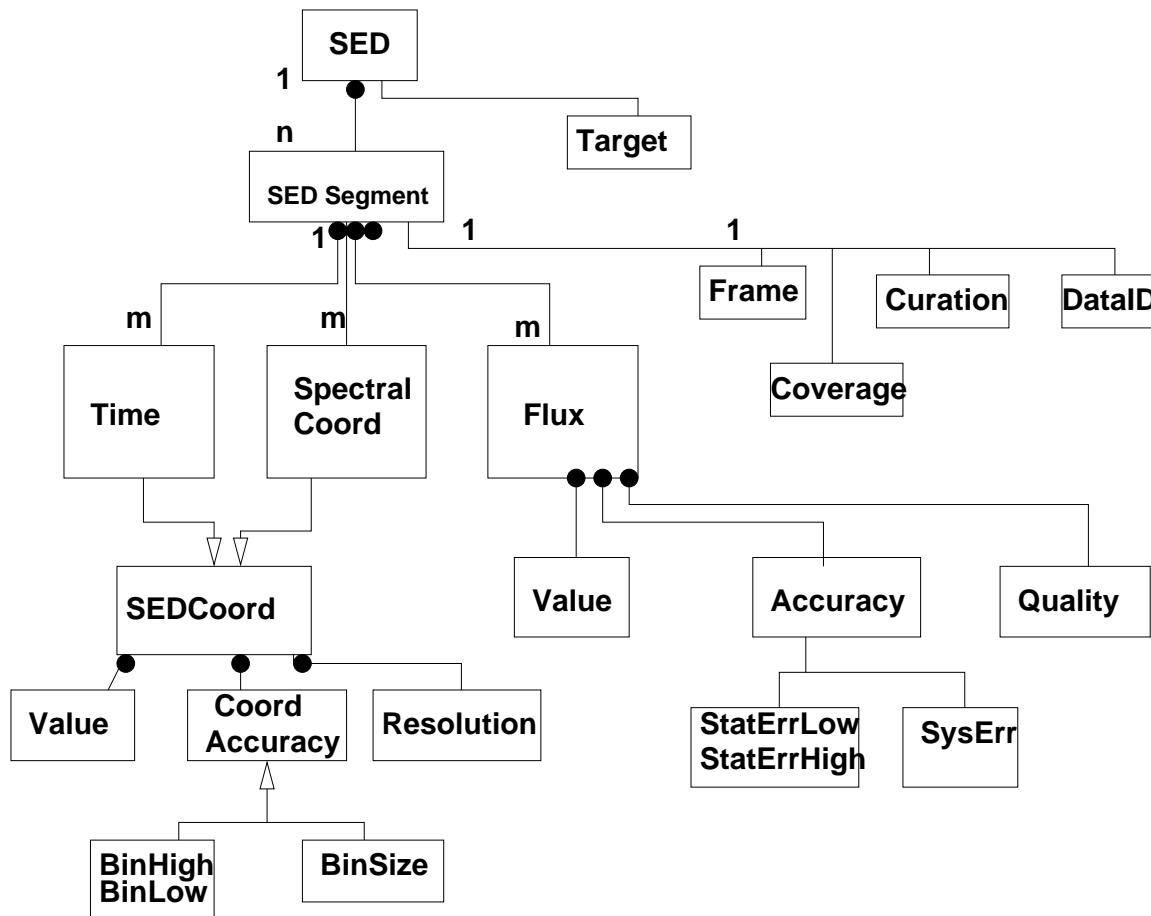 SED
1
n
Target
SED Segment
1
1
1
Frame
Curation
DataID
m
m
m
Coverage
Time
Spectral
Coord
Flux
SEDCoord
Value
Accuracy
Quality
Value
Coord
Accuracy
Resolution
StatErrLow
StatErrHigh
SysErr
BinHigh
BinLow
BinSize